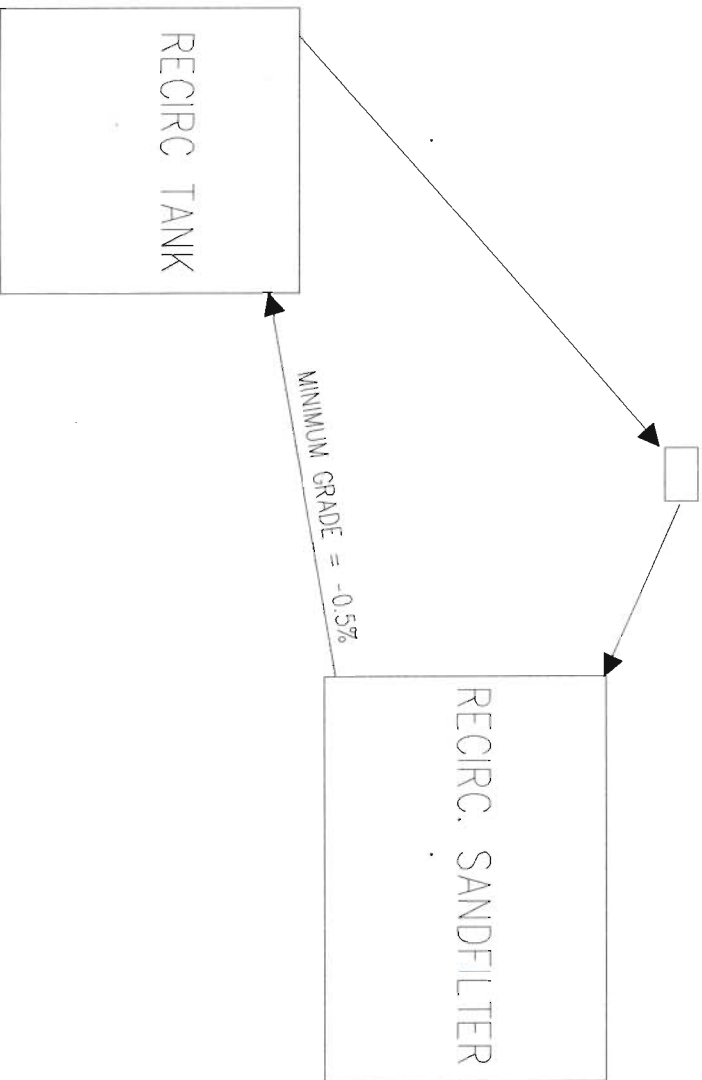 RECIRC TANK
MINIMUM GRADE = -0.5%
RECIRC. SANDFILTER